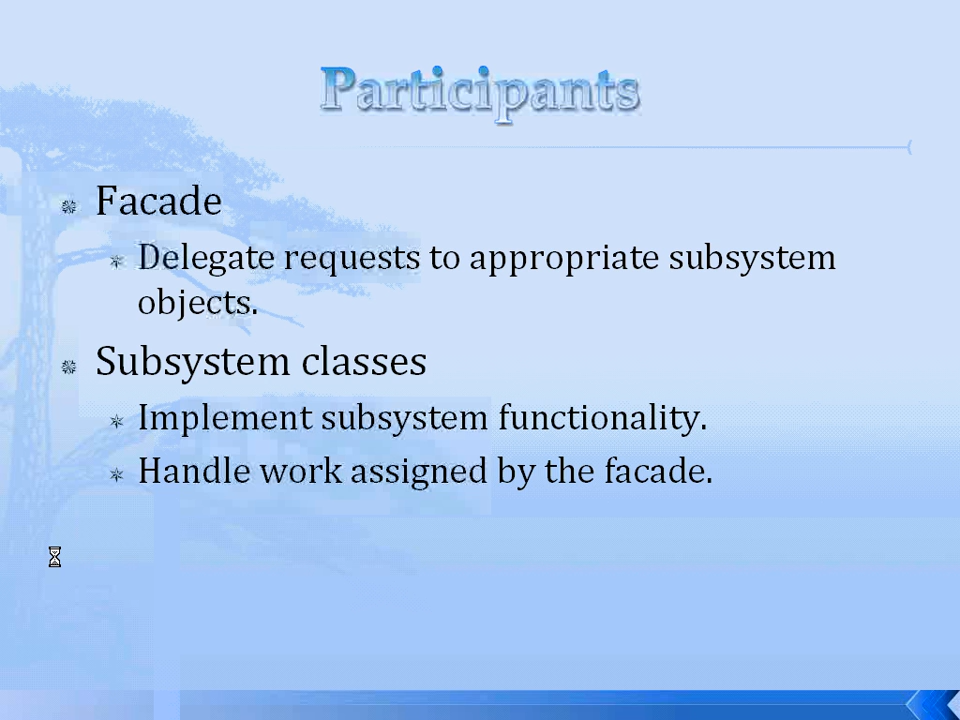 Participants
Facade
Delegate requests to appropriate subsystem
objects.
Subsystem classes
Implement subsystem functionality.
Handle work assigned by the facade.